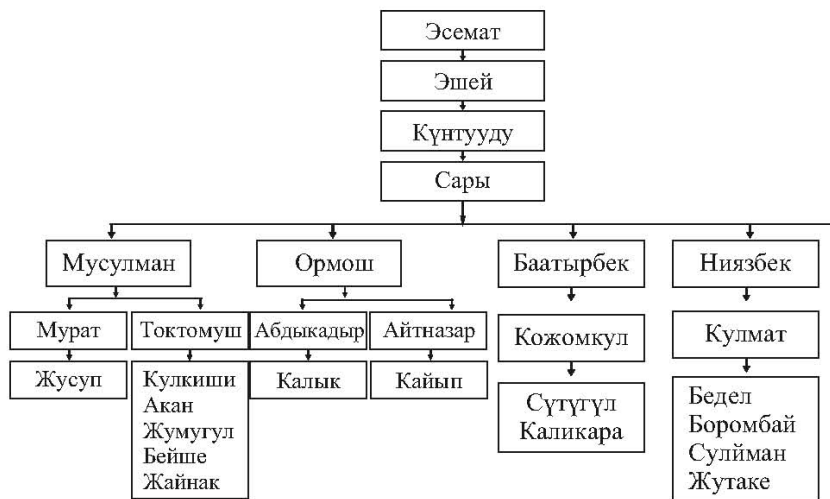 Эсемат
Эшей
Күнтууду
Сары
Мусулман
Ормош
Баатырбек
Ниязбек
Мурат
Токтомуш
Абдыкадыр
Айтназар
Кожомкул
Кулмат
Жусуп
Кулкиши
Акан
Жумугул
Бейше
Жайнак
Калык
Кайып
Сүтүгүл
Каликара
Бедел
Боромбай
Сулйман
Жутаке